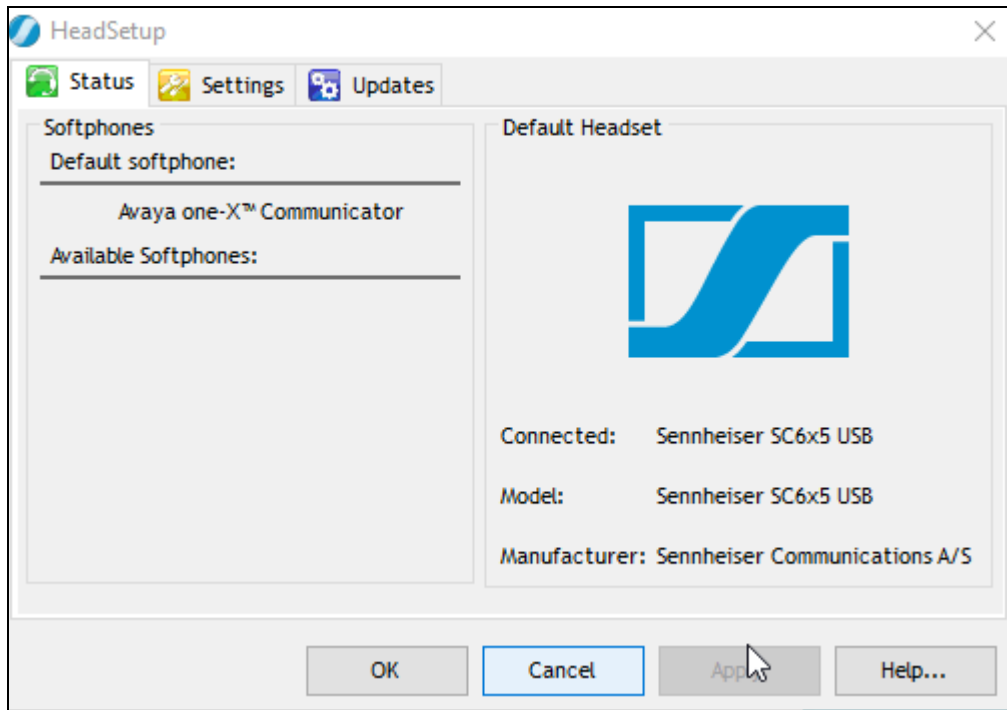 HeadSetup
Status Settings Updates
Softphones
Default softphone:
Avaya one-X™ Communicator
Available Softphones:
Default Headset
Connected: Sennheiser SC6x5 USB
Model: Sennheiser SC6x5 USB
Manufacturer: Sennheiser Communications A/S
OK Cancel Help...